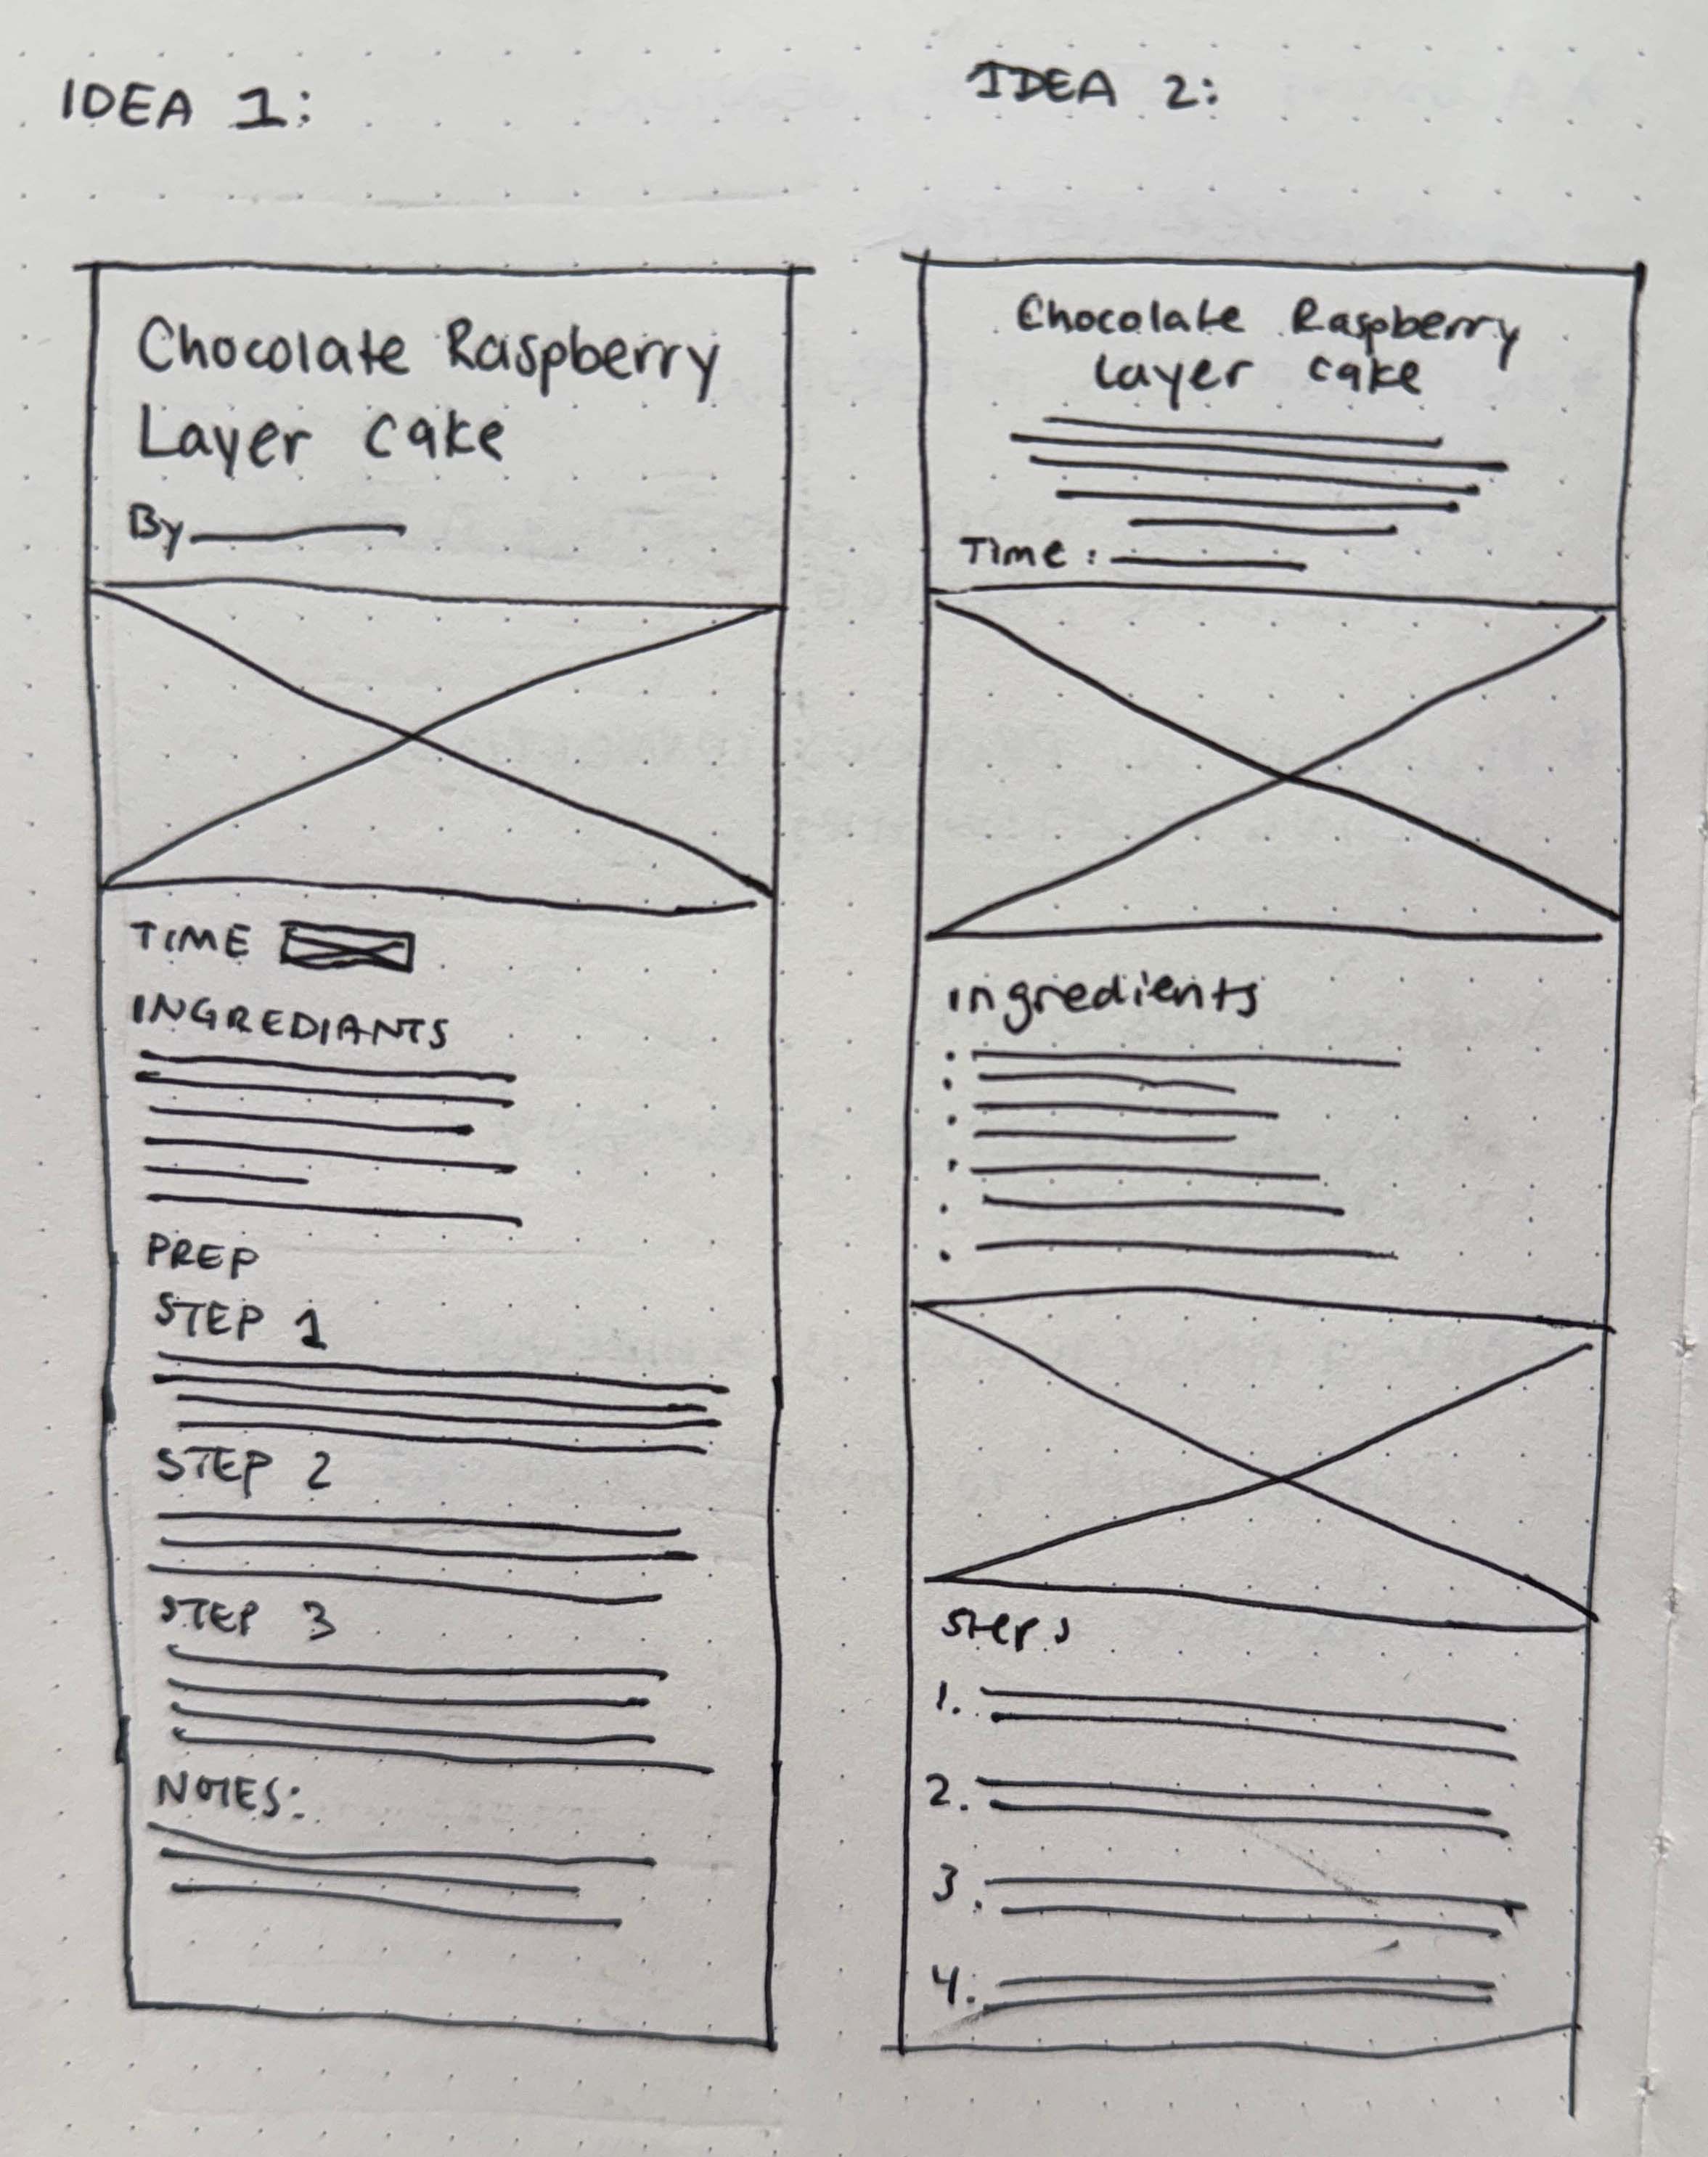 IDEA 1:
Chocolate Raspberry
Layer cake
By
TIME
INGREDIANTS
PREP
STEP 1
STEP 2
STEP 3
NOTES:
IDEA 2:
Chocolate Raspberry
Layer cake
Time:
ingredients
steps
1.
2.
3.
4.